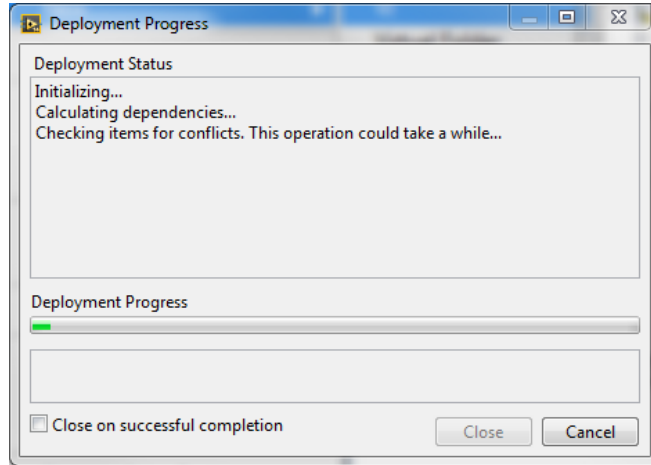 Deployment Progress
Deployment Status
Initializing...
Calculating dependencies...
Checking items for conflicts. This operation could take a while...
Deployment Progress
Close on successful completion
Close
Cancel